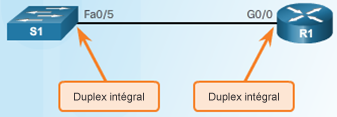 Fa0/5 G0/0
S1 R1
Duplex intégral Duplex intégral